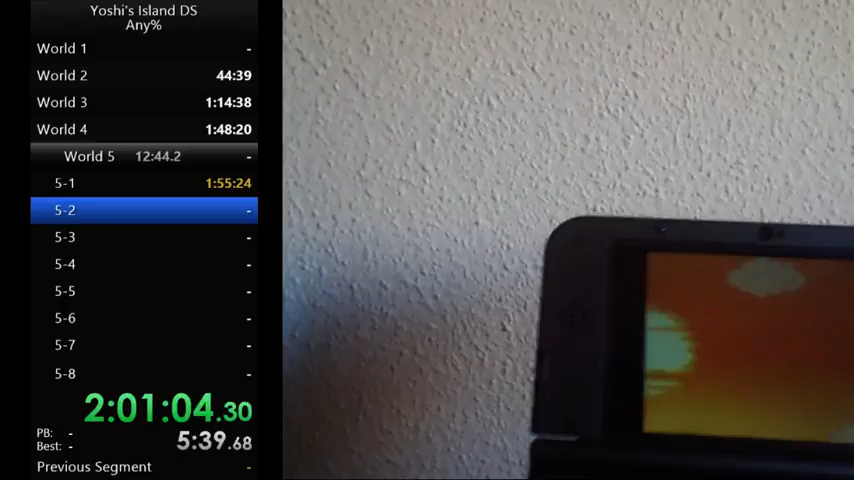 Yoshi's Island DS
Any%
World 1 -
World 2 44:39
World 3 1:14:38
World 4 1:48:20
World 5 12:44.2 -
5-1 1:55:24
5-2 -
5-3 -
5-4 -
5-5 -
5-6 -
5-7 -
5-8 -
2:01:04.30
PB: -
Best: -
5:39.68
Previous Segment -